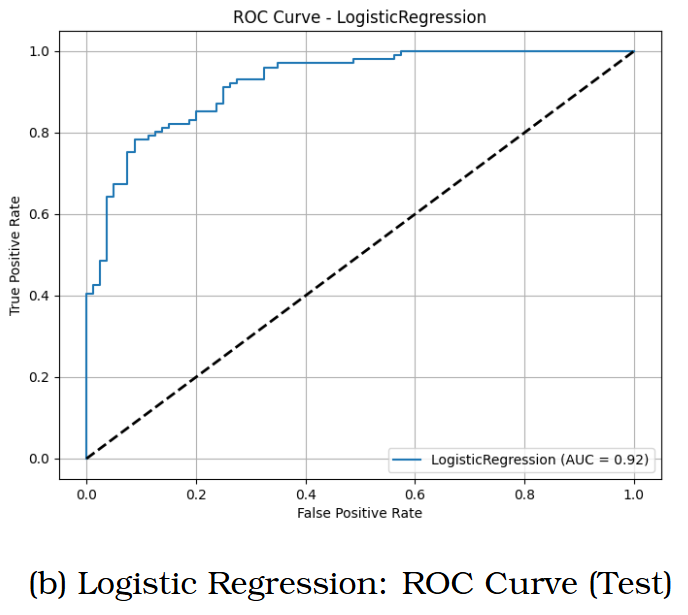 ROC Curve - LogisticRegression
1.0
0.8
0.6
0.4
0.2
0.0
True Positive Rate
LogisticRegression (AUC = 0.92)
0.0 0.2 0.4 0.6 0.8 1.0
False Positive Rate
(b) Logistic Regression: ROC Curve (Test)